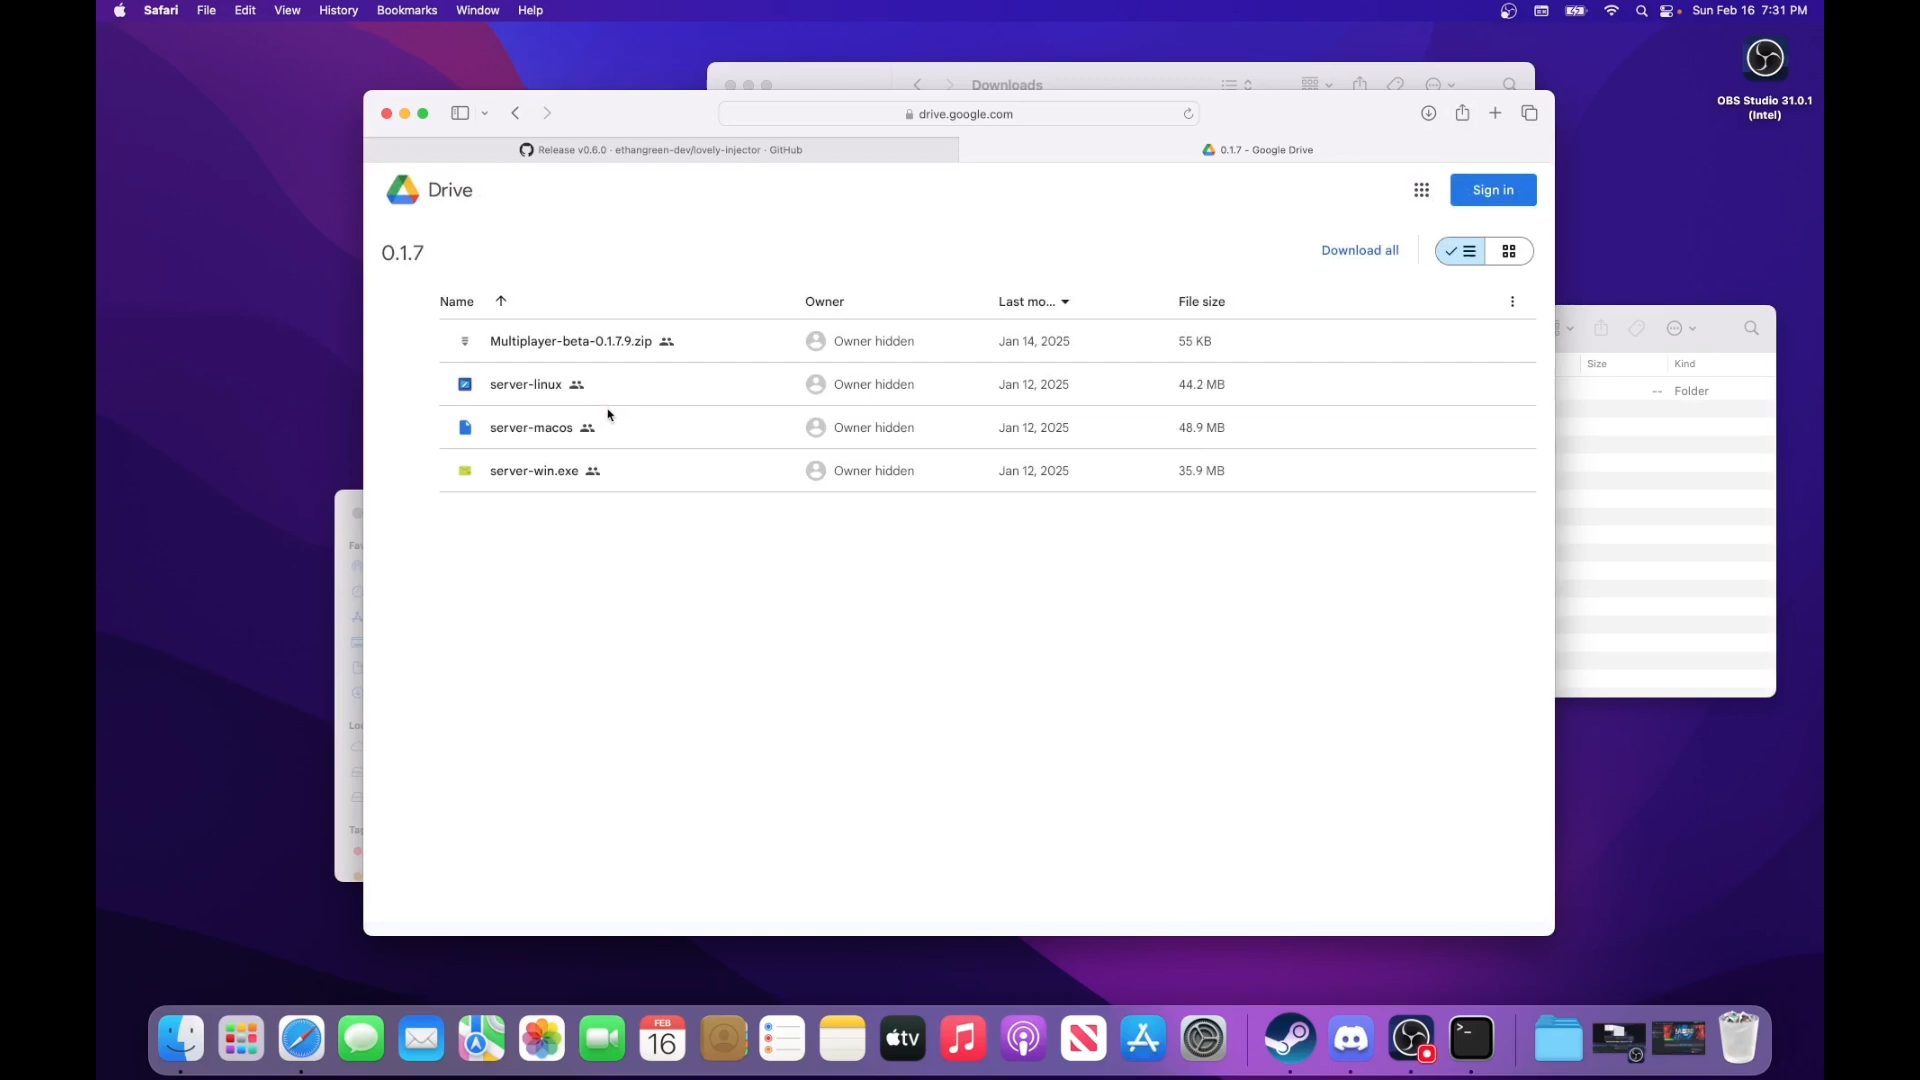 Safari File Edit View History Bookmarks Window Help
Sun Feb 16 7:31 PM
OBS Studio 31.0.1
(Intel)
Downloads
drive.google.com
Release v0.6.0 · ethangreen-dev/lovely-injector · GitHub
0.1.7 - Google Drive
Drive
Sign in
0.1.7
Download all
Name Owner Last mo... File size
Multiplayer-beta-0.1.7.9.zip Owner hidden Jan 14, 2025 55 KB
server-linux Owner hidden Jan 12, 2025 44.2 MB
server-macos Owner hidden Jan 12, 2025 48.9 MB
server-win.exe Owner hidden Jan 12, 2025 35.9 MB
Size Kind
-- Folder
FEB
16
tv